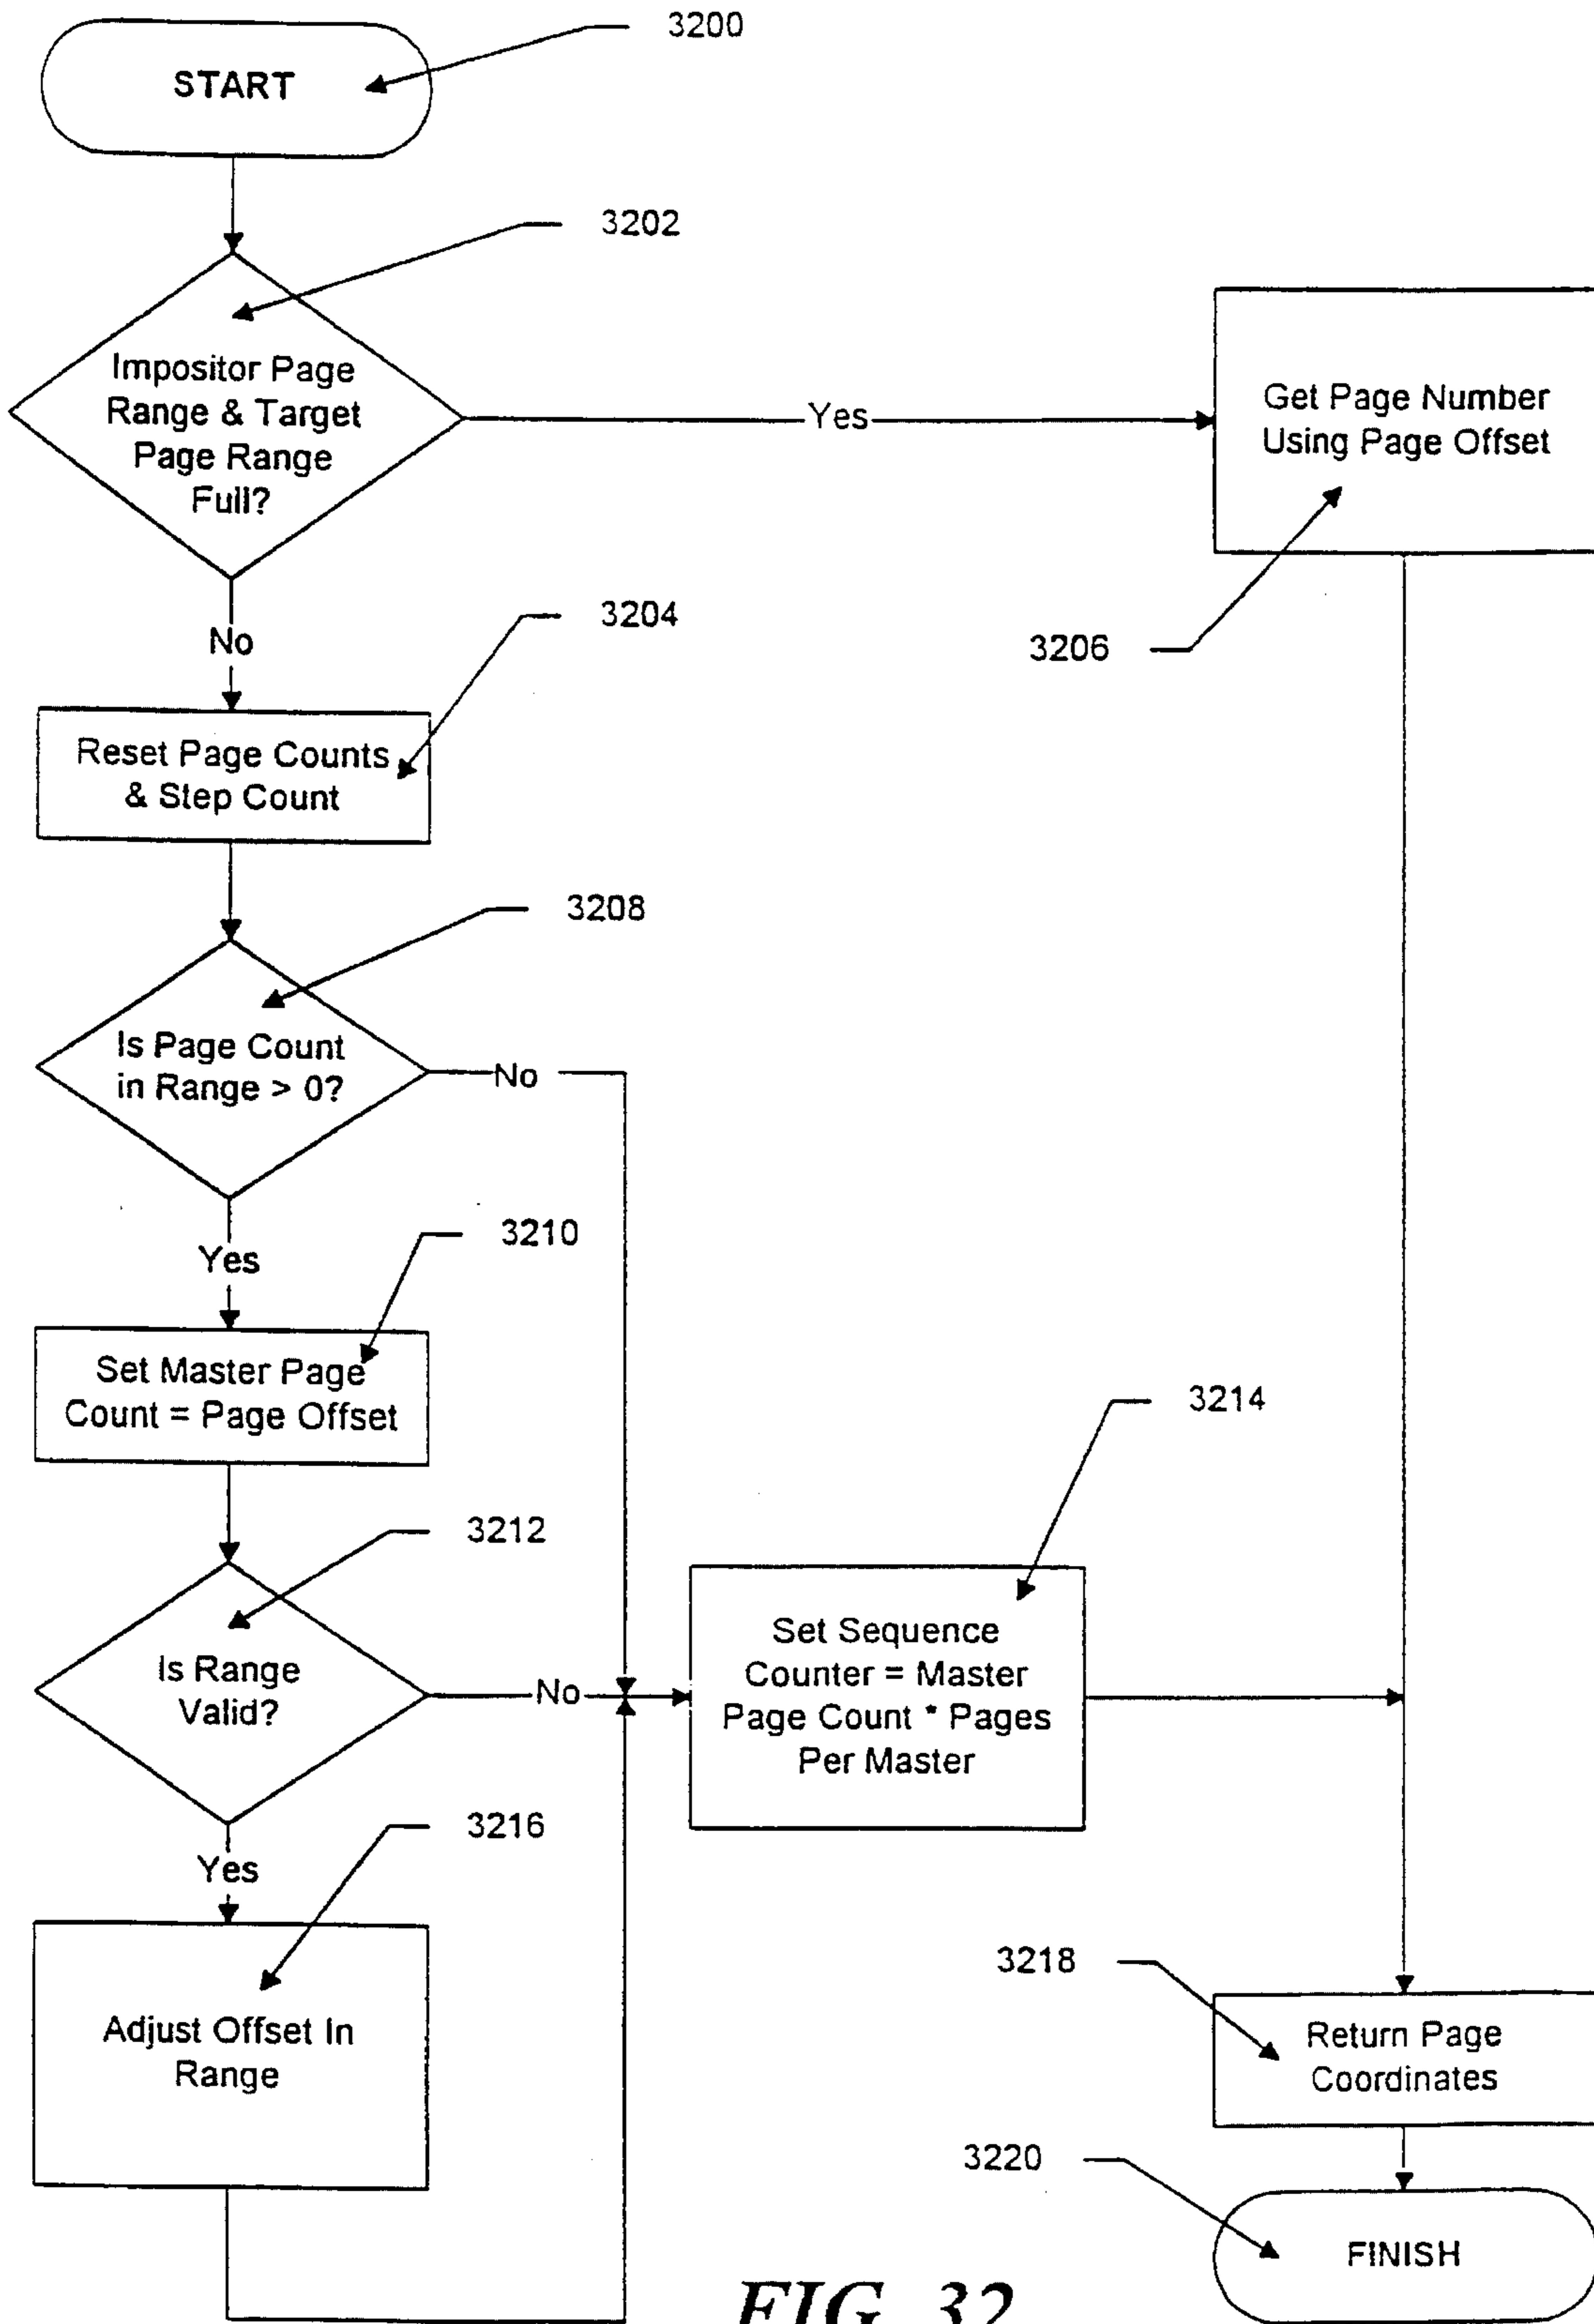 3200
START
3202
Impositor Page
Range & Target
Page Range
Full?
Yes
Get Page Number
Using Page Offset
3206
No
3204
Reset Page Counts
& Step Count
3208
Is Page Count
in Range > 0?
No
Yes
3210
Set Master Page
Count = Page Offset
3212
Is Range
Valid?
No
3214
Set Sequence
Counter = Master
Page Count * Pages
Per Master
Yes
3216
Adjust Offset In
Range
3218
Return Page
Coordinates
3220
FINISH
FIG. 32